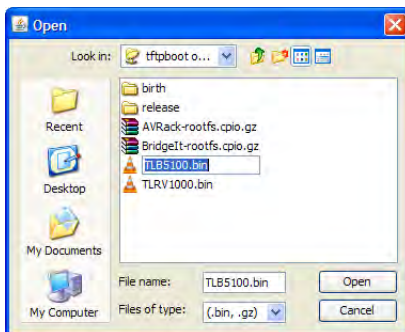 Open
Look in: tftpboot o...
birth
release
AVRack-rootfs.cpio.gz
BridgeIt-rootfs.cpio.gz
TLB5100.bin
TLRV1000.bin
Recent
Desktop
My Documents
My Computer
File name: TLB5100.bin Open
Files of type: (.bin, .gz) Cancel